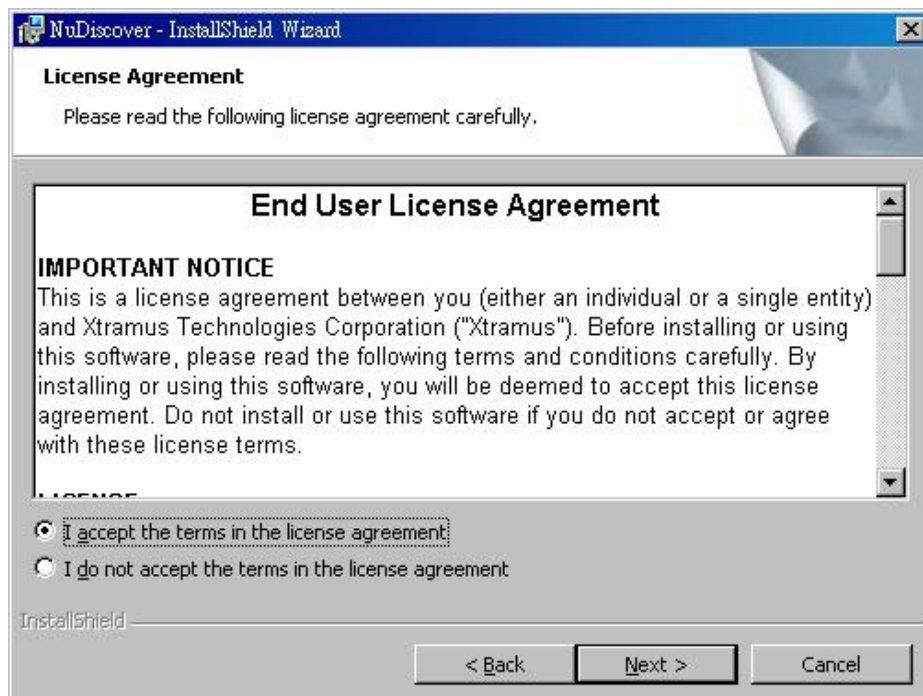 NuDiscover - InstallShield Wizard
License Agreement
Please read the following license agreement carefully.
End User License Agreement
IMPORTANT NOTICE
This is a license agreement between you (either an individual or a single entity)
and Xtramus Technologies Corporation ("Xtramus"). Before installing or using
this software, please read the following terms and conditions carefully. By
installing or using this software, you will be deemed to accept this license
agreement. Do not install or use this software if you do not accept or agree
with these license terms.
LICENSE
I accept the terms in the license agreement
I do not accept the terms in the license agreement
InstallShield
< Back
Next >
Cancel